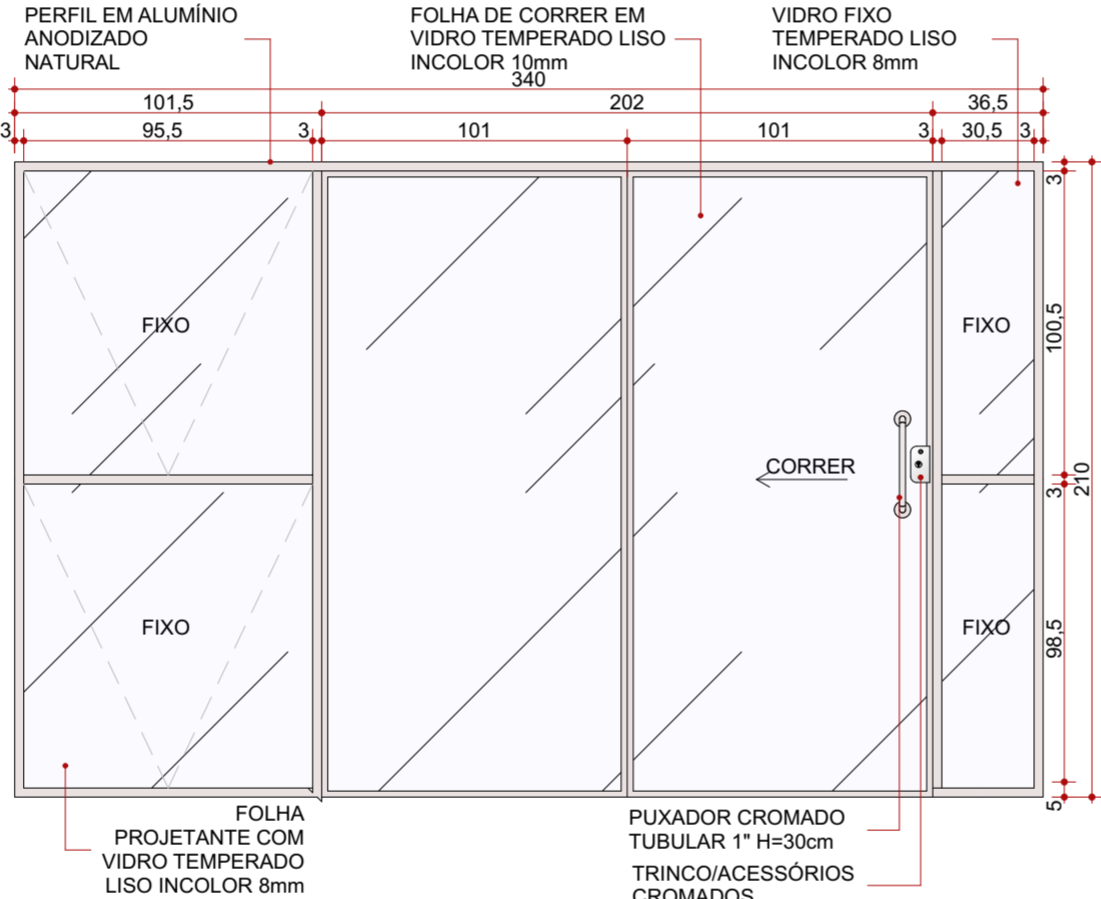 PERFIL EM ALUMÍNIO
ANODIZADO
NATURAL
FOLHA DE CORRER EM
VIDRO TEMPERADO LISO
INCOLOR 10mm
VIDRO FIXO
TEMPERADO LISO
INCOLOR 8mm
340
101,5
202
36,5
3
95,5
3
101
101
3
30,5
3
3
100,5
3
210
98,5
5
FIXO
FIXO
CORRER
FIXO
FIXO
FOLHA
PROJETANTE COM
VIDRO TEMPERADO
LISO INCOLOR 8mm
PUXADOR CROMADO
TUBULAR 1" H=30cm
TRINCO/ACESSÓRIOS
CROMADOS